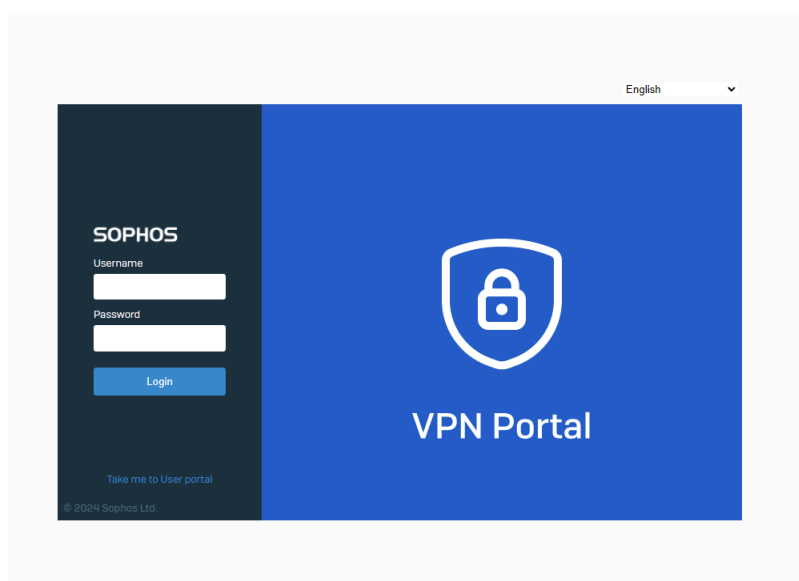 English
SOPHOS
Username
Password
Login
VPN Portal
Take me to User portal
© 2024 Sophos Ltd.